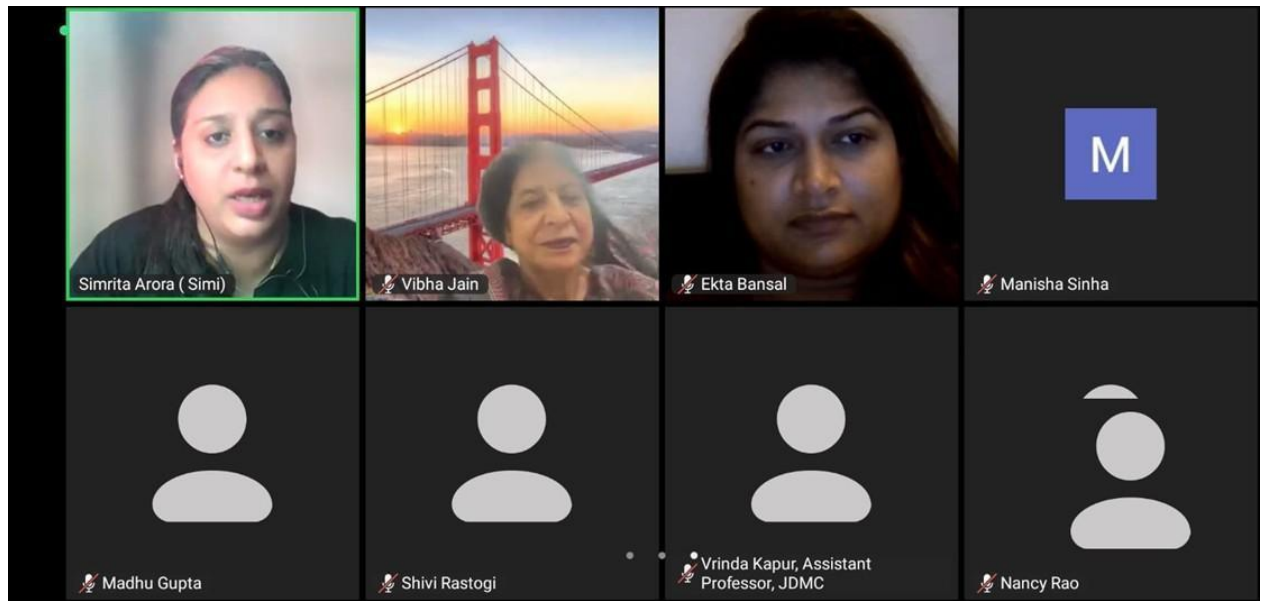 Simrita Arora ( Simi)
Vibha Jain
Ekta Bansal
M
Manisha Sinha
Madhu Gupta
Shivi Rastogi
Vrinda Kapur, Assistant
Professor, JDMC
Nancy Rao